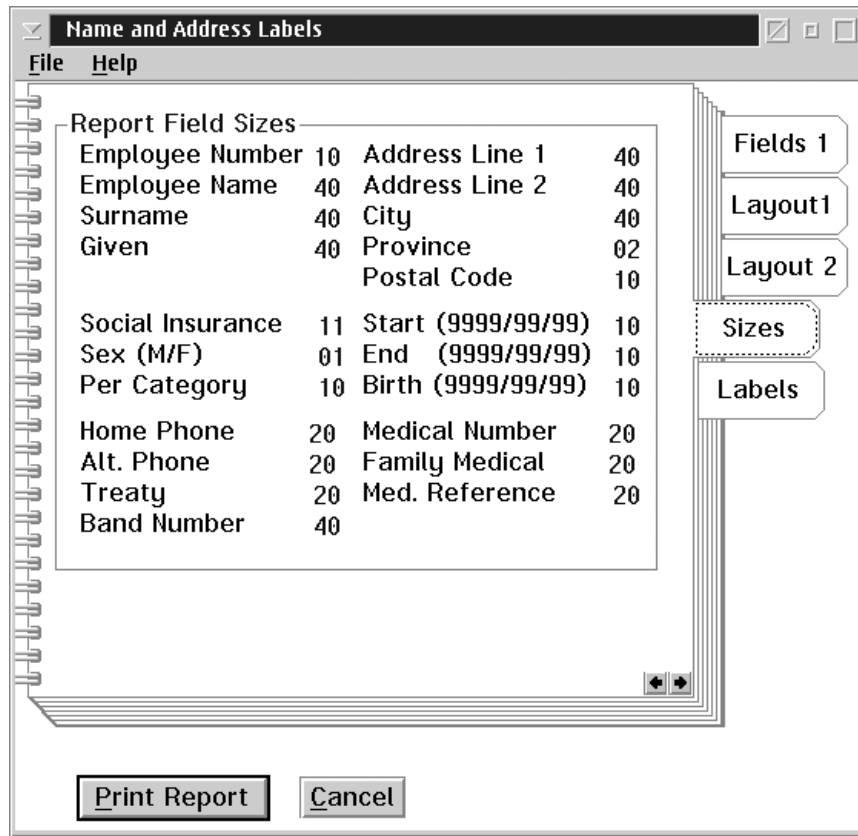 Name and Address Labels
File Help
Report Field Sizes
Employee Number 10 Address Line 1 40
Employee Name 40 Address Line 2 40
Surname 40 City 40
Given 40 Province 02
Postal Code 10
Social Insurance 11 Start (9999/99/99) 10
Sex (M/F) 01 End (9999/99/99) 10
Per Category 10 Birth (9999/99/99) 10
Home Phone 20 Medical Number 20
Alt. Phone 20 Family Medical 20
Treaty 20 Med. Reference 20
Band Number 40
Fields 1
Layout1
Layout 2
Sizes
Labels
Print Report Cancel